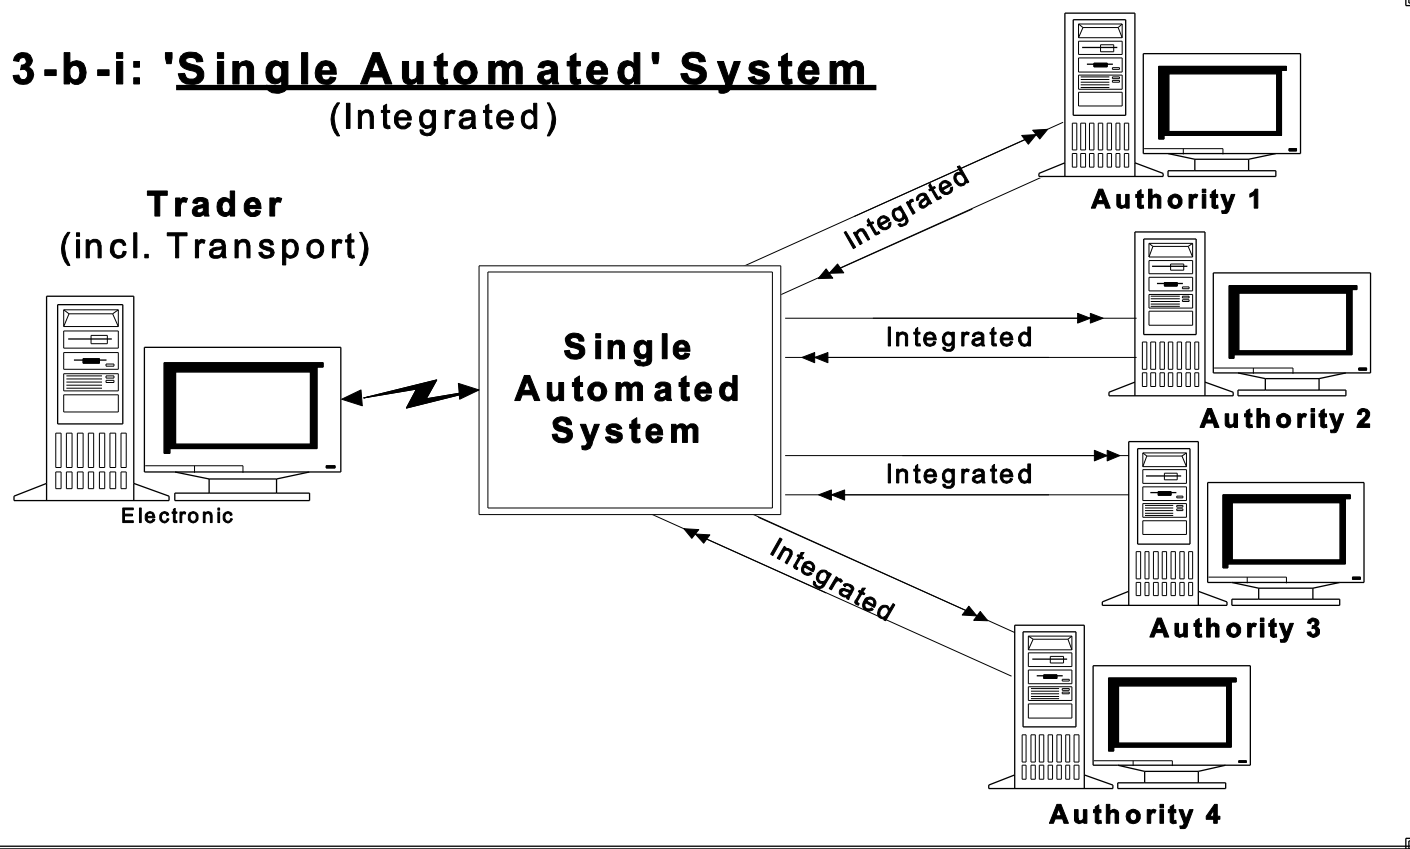 3-b-i: 'Single Automated' System
(Integrated)
Trader
(incl. Transport)
Electronic
Single
Automated
System
Integrated
Authority 1
Integrated
Authority 2
Integrated
Authority 3
Integrated
Authority 4